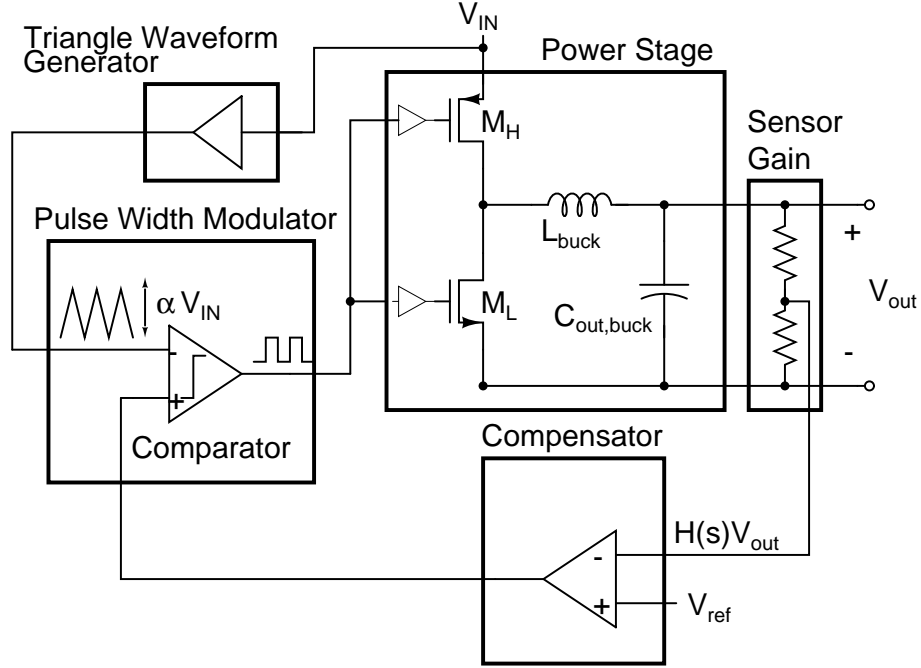 V_IN
Triangle Waveform
Generator
Power Stage
M_H
Sensor
Gain
Pulse Width Modulator
L_buck
+
α V_IN
M_L
C_out,buck
V_out
-
-
+
Comparator
Compensator
H(s)V_out
-
+
V_ref